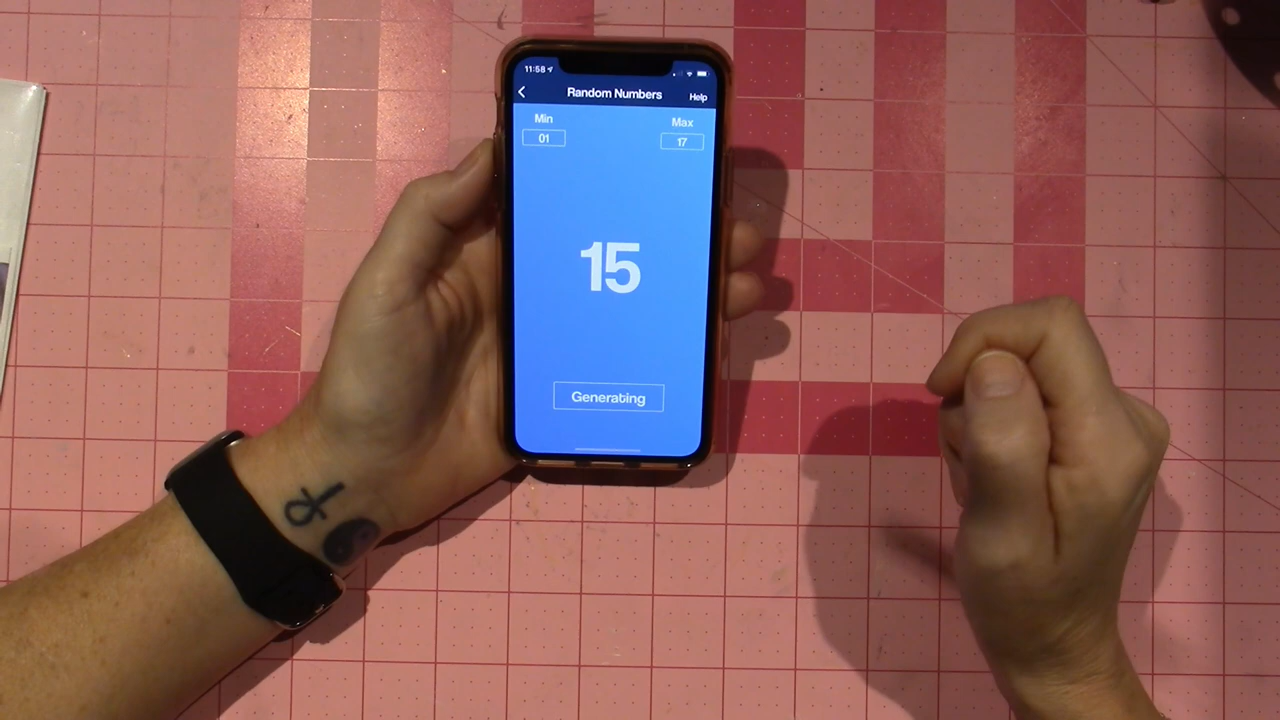 11:58
Random Numbers
Help
Min
Max
01
17
15
Generating